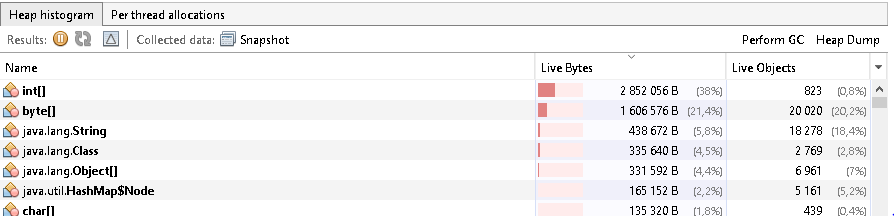 Heap histogram Per thread allocations
Results: Collected data: Snapshot Perform GC Heap Dump
Name Live Bytes Live Objects
int[] 2 852 056 B (38%) 823 (0,8%)
byte[] 1 606 576 B (21,4%) 20 020 (20,2%)
java.lang.String 438 672 B (5,8%) 18 278 (18,4%)
java.lang.Class 335 640 B (4,5%) 2 769 (2,8%)
java.lang.Object[] 331 592 B (4,4%) 6 961 (7%)
java.util.HashMap$Node 165 152 B (2,2%) 5 161 (5,2%)
char[] 135 320 B (1,8%) 439 (0,4%)